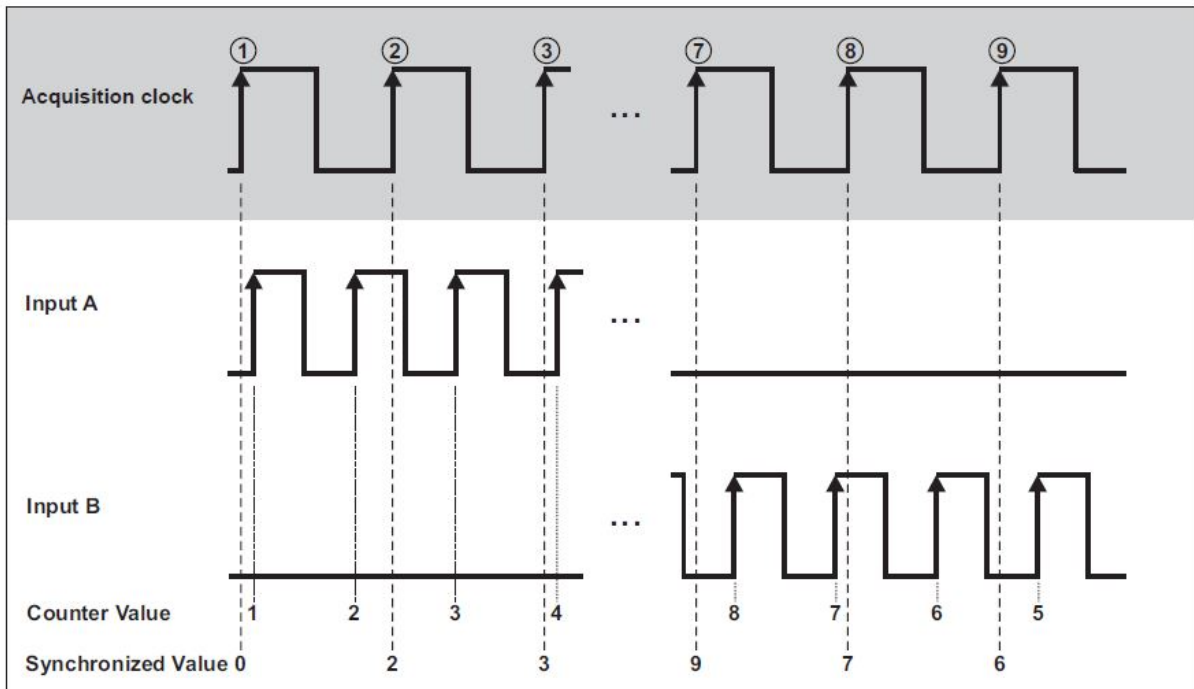 ① ② ③ ⑦ ⑧ ⑨
Acquisition clock
...
Input A
...
Input B
...
Counter Value 1 2 3 4 8 7 6 5
Synchronized Value 0 2 3 9 7 6